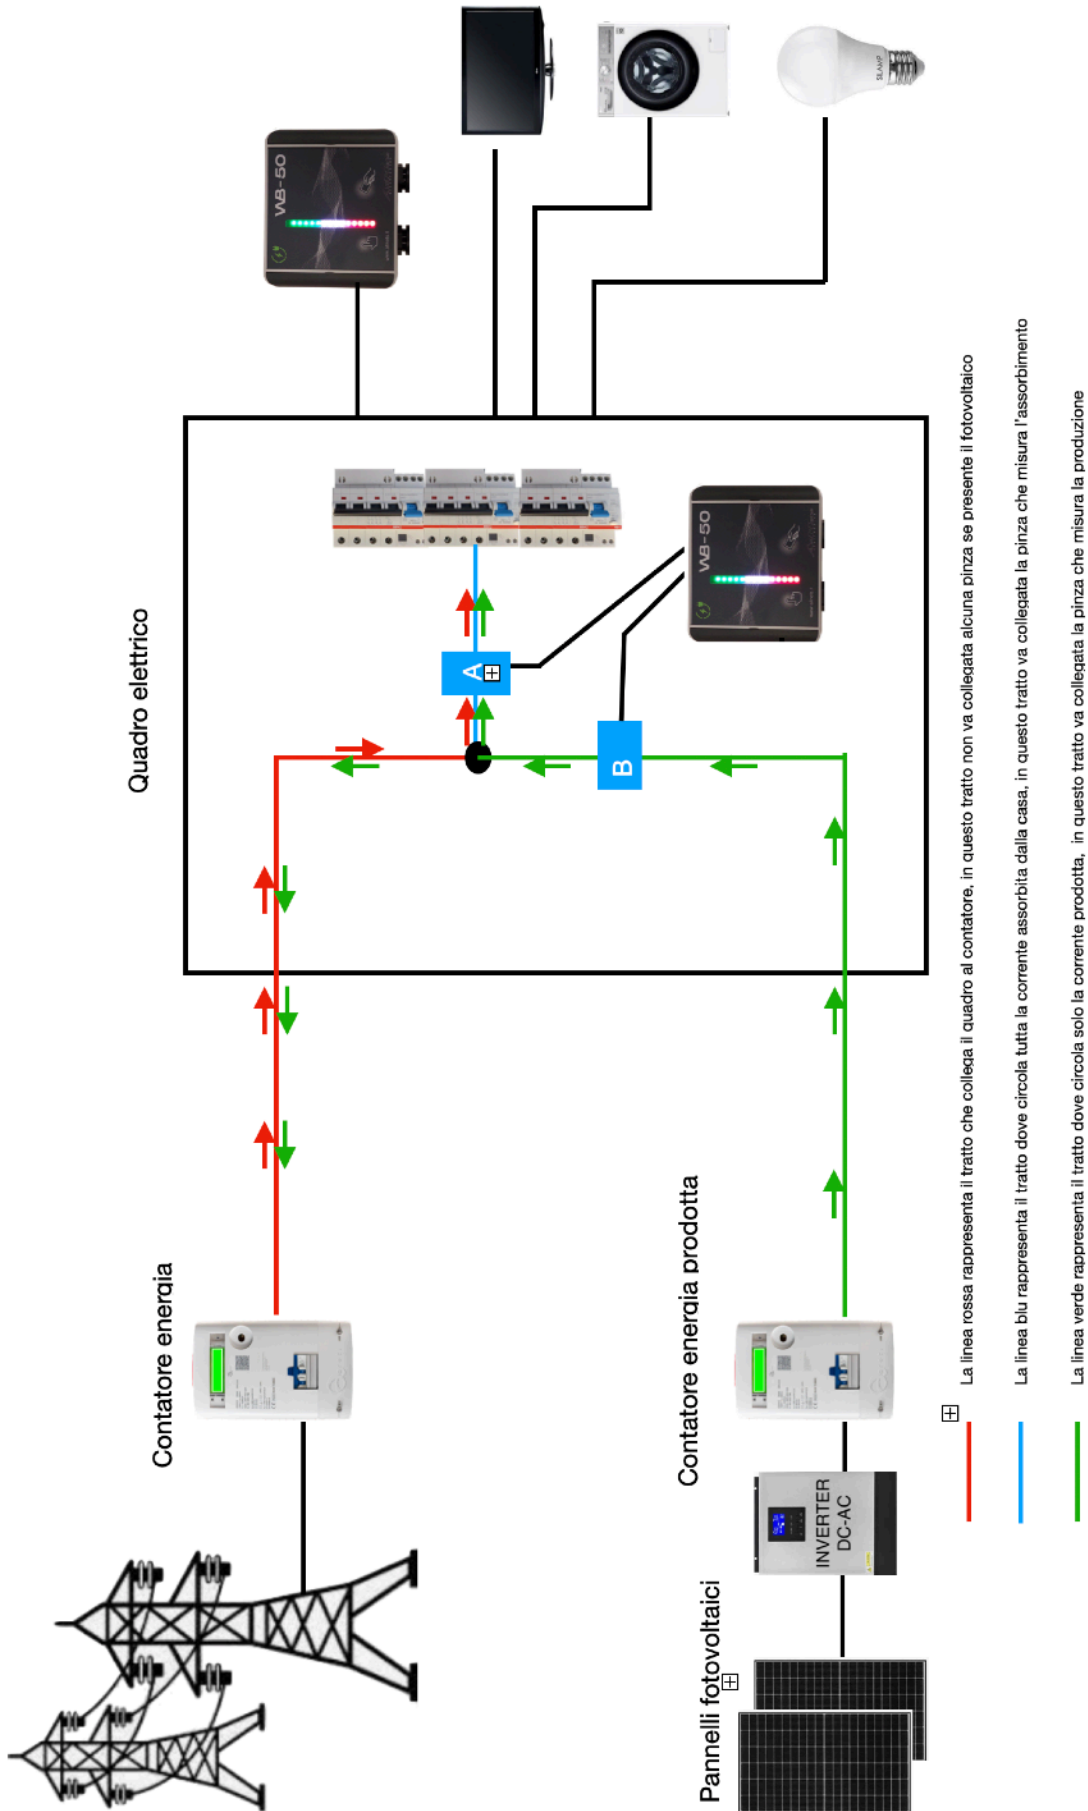 Quadro elettrico
WB-50
SILAMP
A
B
WB-50
Contatore energia
Contatore energia prodotta
Pannelli fotovoltaici
INVERTER
DC-AC
La linea rossa rappresenta il tratto che collega il quadro al contatore, in questo tratto non va collegata alcuna pinza se presente il fotovoltaico
La linea blu rappresenta il tratto dove circola tutta la corrente assorbita dalla casa, in questo tratto va collegata la pinza che misura l'assorbimento
La linea verde rappresenta il tratto dove circola solo la corrente prodotta, in questo tratto va collegata la pinza che misura la produzione